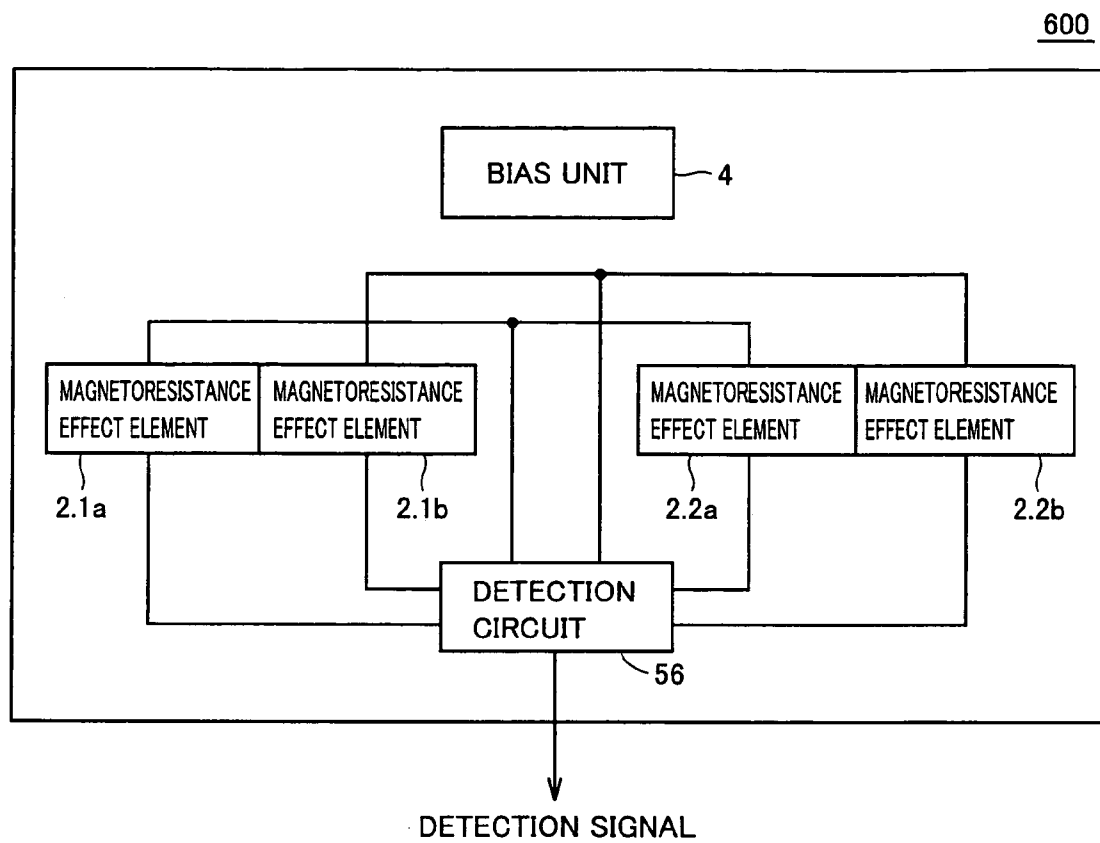 600
BIAS UNIT
4
MAGNETORESISTANCE
EFFECT ELEMENT
MAGNETORESISTANCE
EFFECT ELEMENT
MAGNETORESISTANCE
EFFECT ELEMENT
MAGNETORESISTANCE
EFFECT ELEMENT
2.1a
2.1b
2.2a
2.2b
DETECTION
CIRCUIT
56
DETECTION SIGNAL